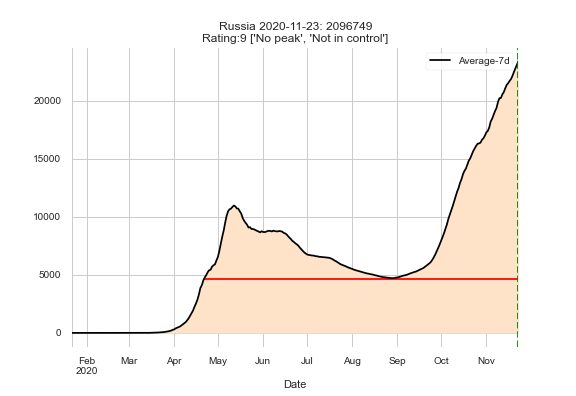 Russia 2020-11-23: 2096749
Rating:9 ['No peak', 'Not in control']
Average-7d
20000
15000
10000
5000
0
Feb Mar Apr May Jun Jul Aug Sep Oct Nov
2020
Date